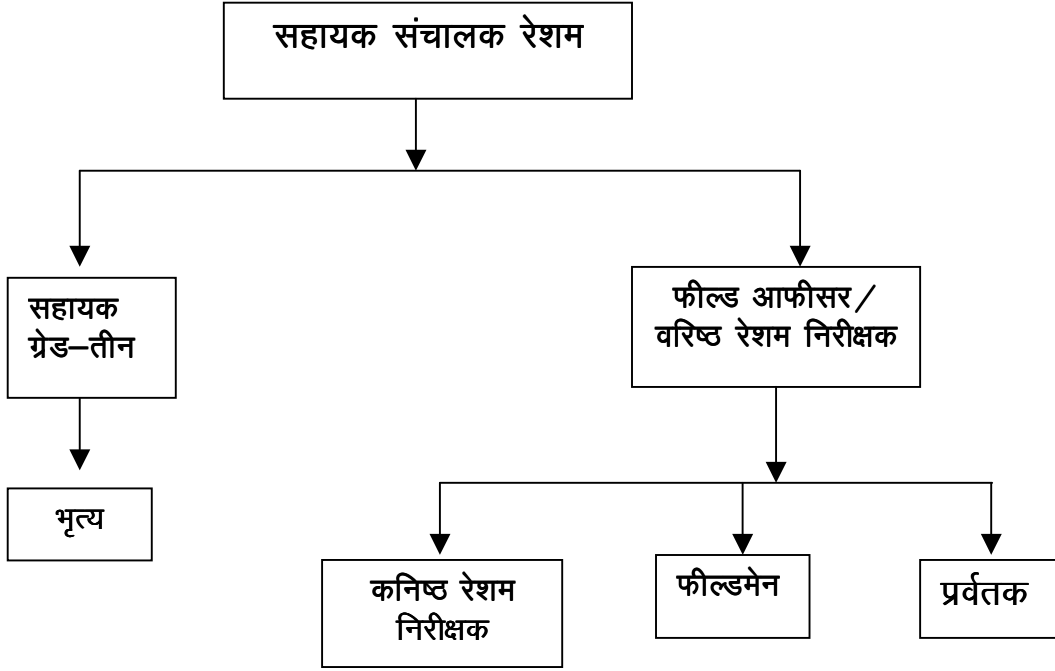 सहायक संचालक रेशम
सहायक
ग्रेड–तीन
फील्ड आफीसर/
वरिष्ठ रेशम निरीक्षक
भृत्य
कनिष्ठ रेशम
निरीक्षक
फील्डमेन
प्रर्वतक